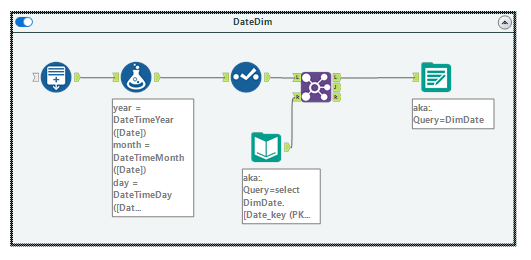 DateDim
L
J
R
L
R
year =
DateTimeYear
([Date])
month =
DateTimeMonth
([Date])
day =
DateTimeDay
([Dat...
aka:.
Query=select
DimDate.
[Date_key (PK...
aka:.
Query=DimDate